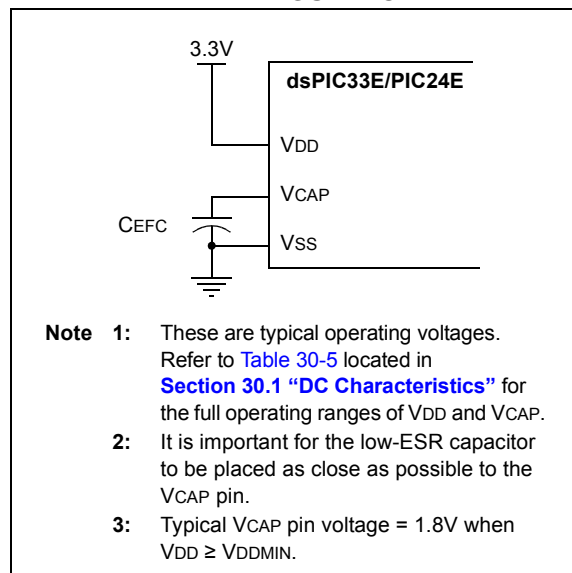 3.3V
dsPIC33E/PIC24E
VDD
VCAP
CEFC
VSS
Note 1: These are typical operating voltages.
Refer to Table 30-5 located in
Section 30.1 “DC Characteristics” for
the full operating ranges of VDD and VCAP.
2: It is important for the low-ESR capacitor
to be placed as close as possible to the
VCAP pin.
3: Typical VCAP pin voltage = 1.8V when
VDD ≥ VDDMIN.